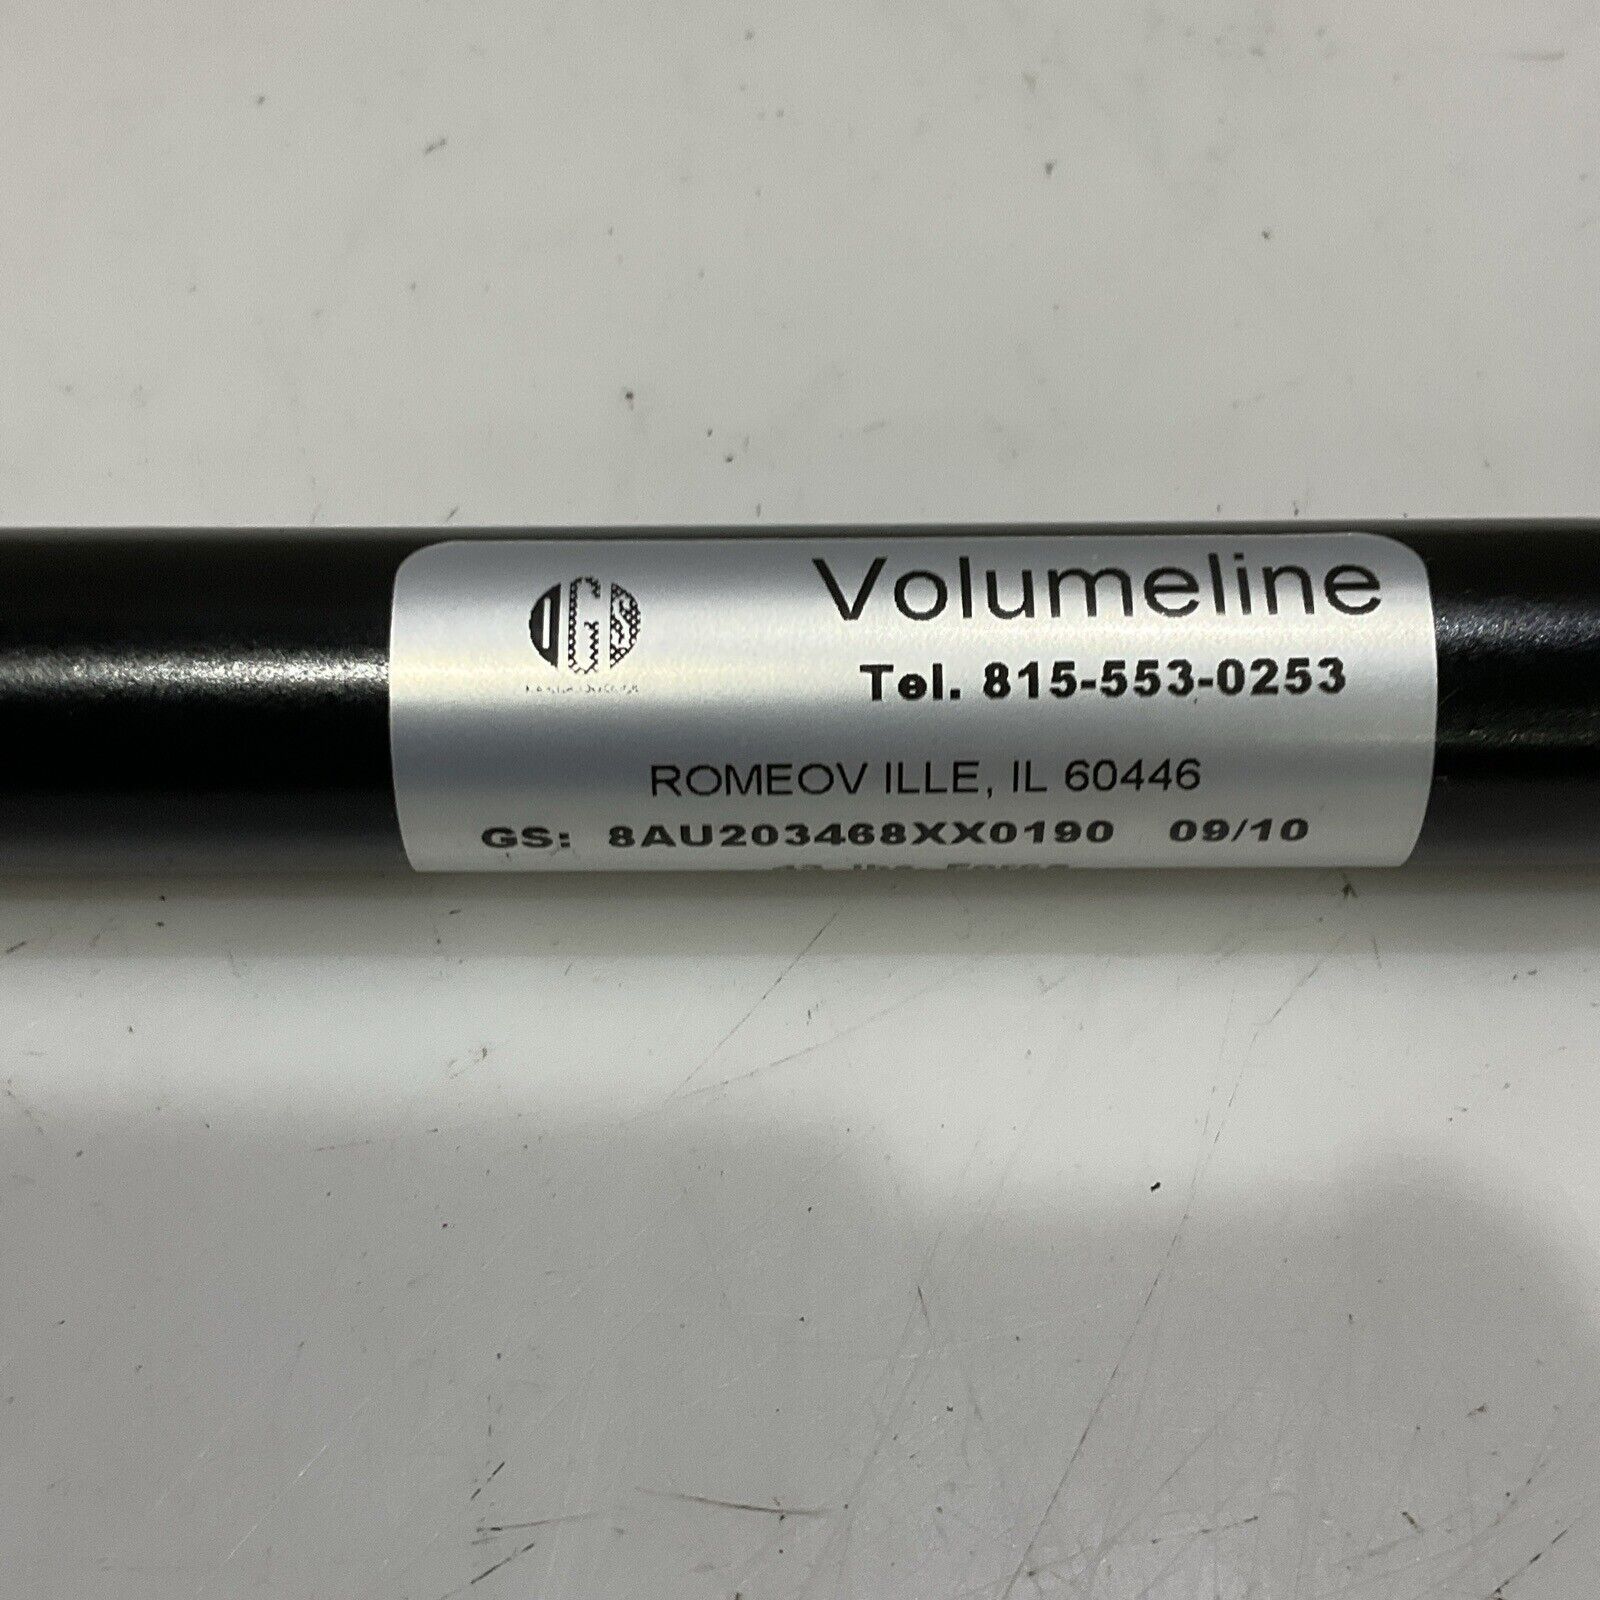 Volumeline
Tel. 815-553-0253
ROMEOV ILLE, IL 60446
GS: 8AU203468XX0190 09/10